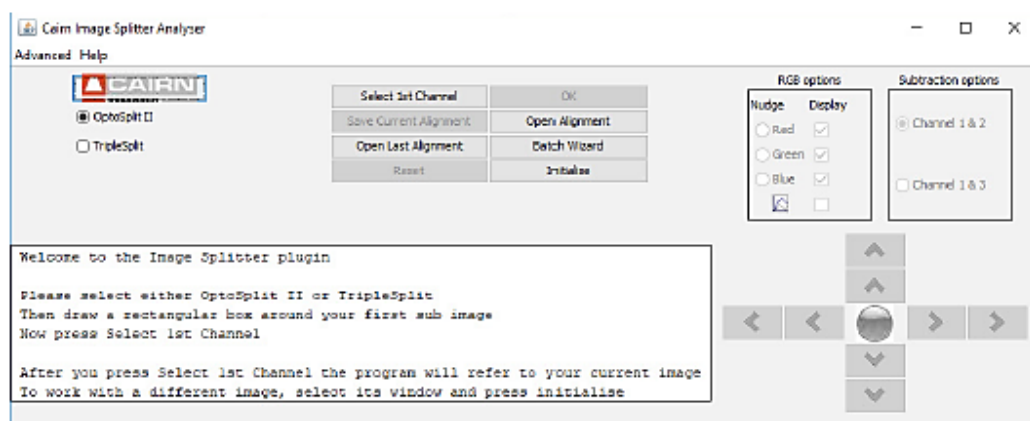 Cairn Image Splitter Analyser
Advanced Help
CAIRN
OptoSplit II
TripleSplit
Select 1st Channel
OK
Save Current Alignment
Open Alignment
Open Last Alignment
Batch Wizard
Reset
Initialise
RGB options
Nudge Display
Red
Green
Blue
Subtraction options
Channel 1 & 2
Channel 1 & 3
Welcome to the Image Splitter plugin
Please select either OptoSplit II or TripleSplit
Then draw a rectangular box around your first sub image
Now press Select 1st Channel
After you press Select 1st Channel the program will refer to your current image
To work with a different image, select its window and press initialise